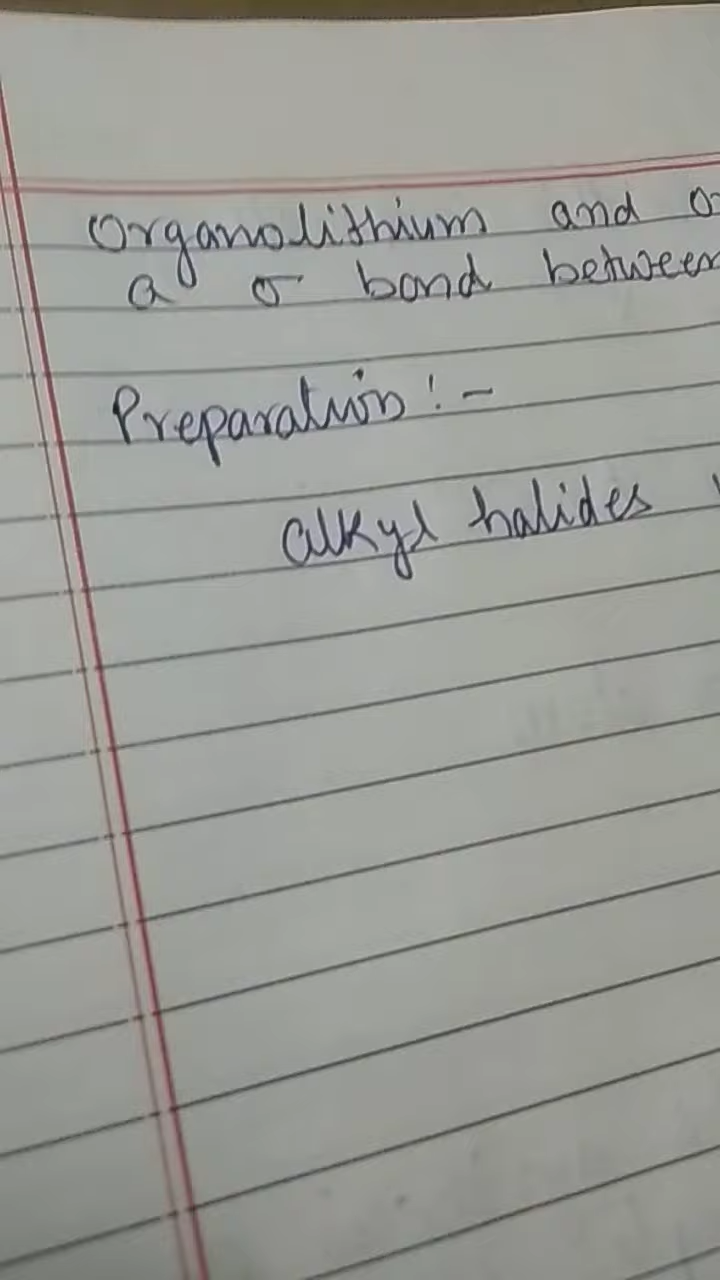 Organolithium and
a σ bond between
Preparation :-
alkyl halides